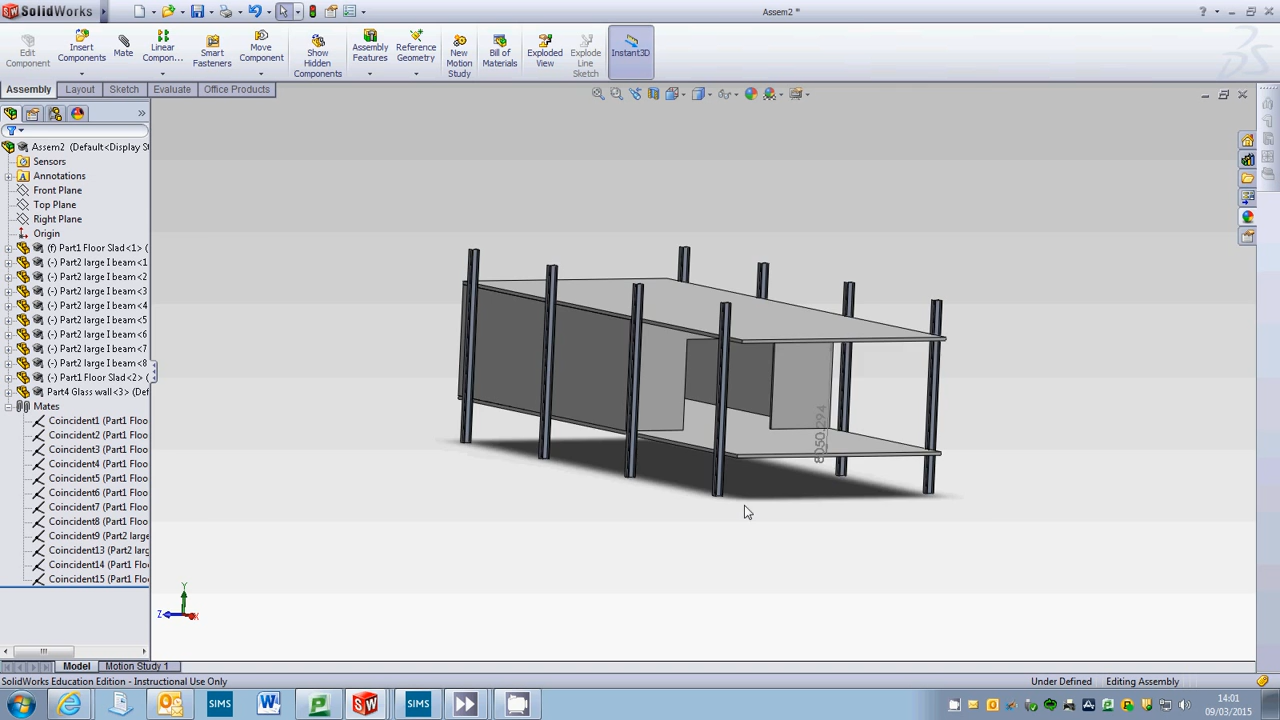 SolidWorks
Assem2 *
Edit Component
Insert Components
Mate
Linear Compon...
Smart Fasteners
Move Component
Show Hidden Components
Assembly Features
Reference Geometry
New Motion Study
Bill of Materials
Exploded View
Explode Line Sketch
Instant3D
Assembly
Layout
Sketch
Evaluate
Office Products
Assem2 (Default<Display St
Sensors
Annotations
Front Plane
Top Plane
Right Plane
Origin
(f) Part1 Floor Slad<1> (
(-) Part2 large I beam<1
(-) Part2 large I beam<2
(-) Part2 large I beam<3
(-) Part2 large I beam<4
(-) Part2 large I beam<5
(-) Part2 large I beam<6
(-) Part2 large I beam<7
(-) Part2 large I beam<8
(-) Part1 Floor Slad<2> (
Part4 Glass wall<3> (Def
Mates
Coincident1 (Part1 Floo
Coincident2 (Part1 Floo
Coincident3 (Part1 Floo
Coincident4 (Part1 Floo
Coincident5 (Part1 Floo
Coincident6 (Part1 Floo
Coincident7 (Part1 Floo
Coincident8 (Part1 Floo
Coincident9 (Part2 large
Coincident13 (Part2 larg
Coincident14 (Part1 Flo
Coincident15 (Part1 Flo
Y
Z
X
Model
Motion Study 1
SolidWorks Education Edition - Instructional Use Only
Under Defined
Editing Assembly
SIMS
SIMS
14:01
09/03/2015